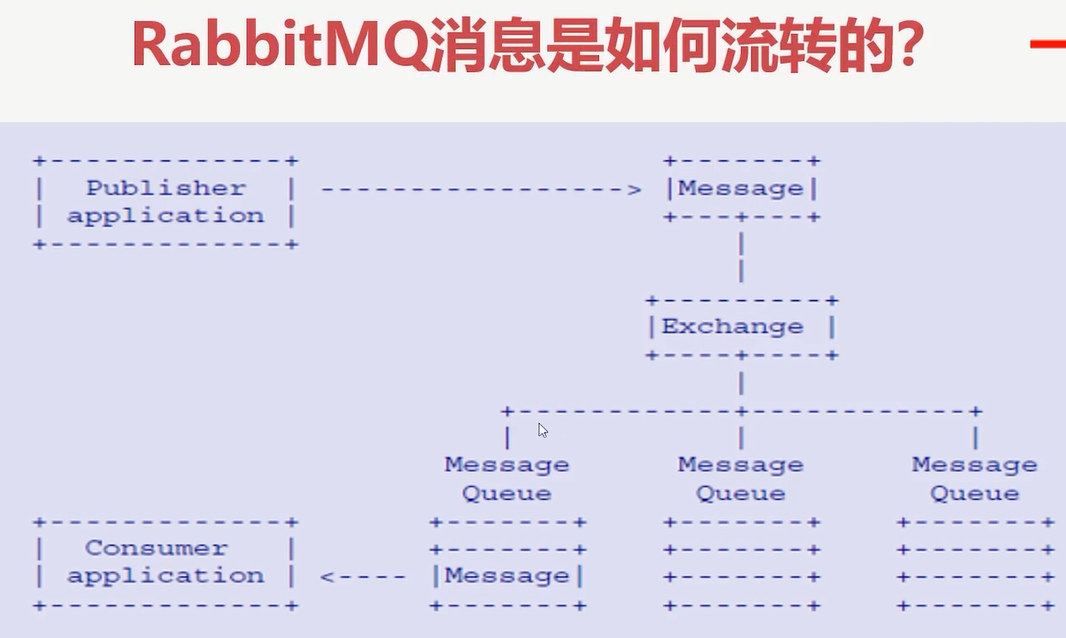 RabbitMQ消息是如何流转的?
+-------------+ +-------+
| Publisher | -----------------> |Message|
| application | +---+---+
+-------------+ |
|
+---------+
|Exchange |
+----+----+
|
+------------+------------+
| | |
Message Message Message
Queue Queue Queue
+-------------+ +-------+ +-------+ +-------+
| Consumer | +-------+ +-------+ +-------+
| application | <---- |Message| +-------+ +-------+
+-------------+ +-------+ +-------+ +-------+